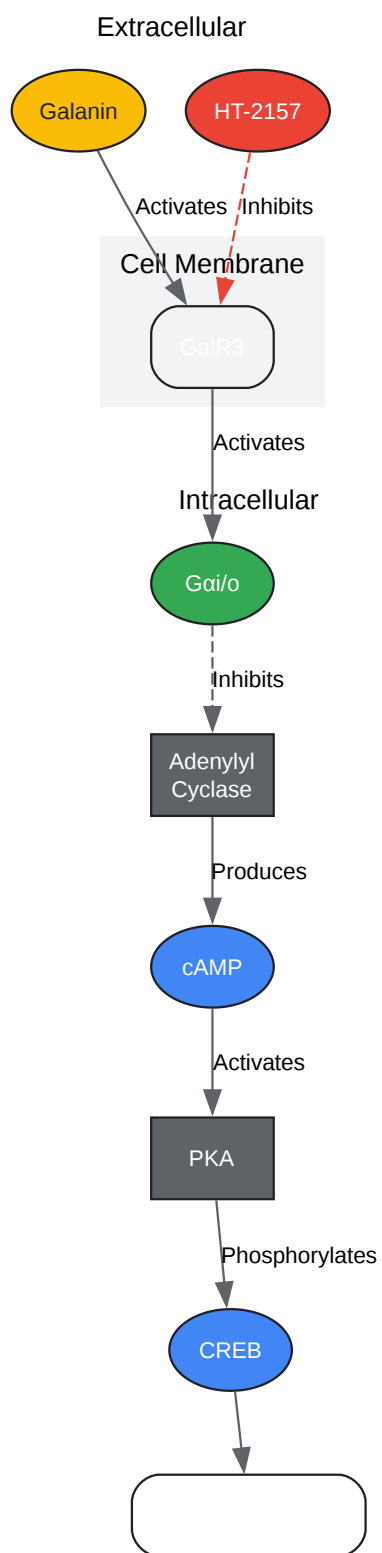 Extracellular
Galanin
HT-2157
Activates
Inhibits
Cell Membrane
GalR3
Activates
Intracellular
Gαi/o
Inhibits
Adenylyl
Cyclase
Produces
cAMP
Activates
PKA
Phosphorylates
CREB